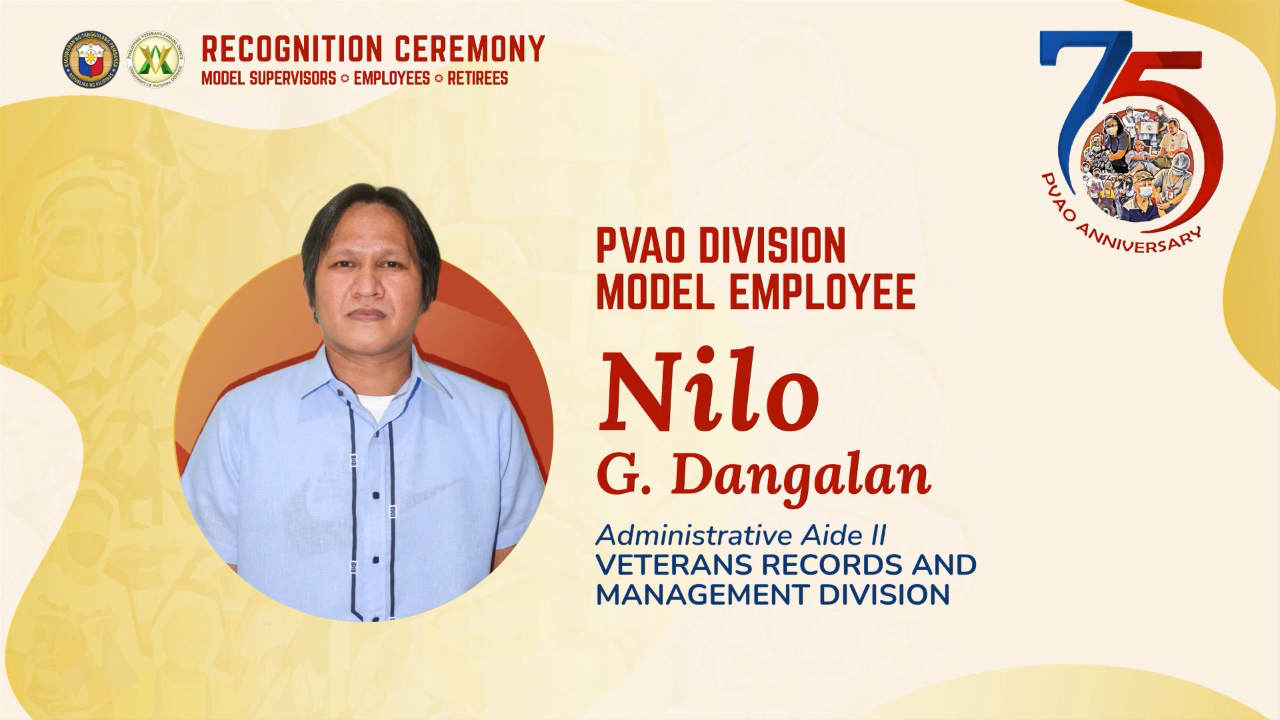 RECOGNITION CEREMONY
MODEL SUPERVISORS ✪ EMPLOYEES ✪ RETIREES
75
PVAO ANNIVERSARY
PVAO DIVISION
MODEL EMPLOYEE
Nilo
G. Dangalan
Administrative Aide II
VETERANS RECORDS AND
MANAGEMENT DIVISION